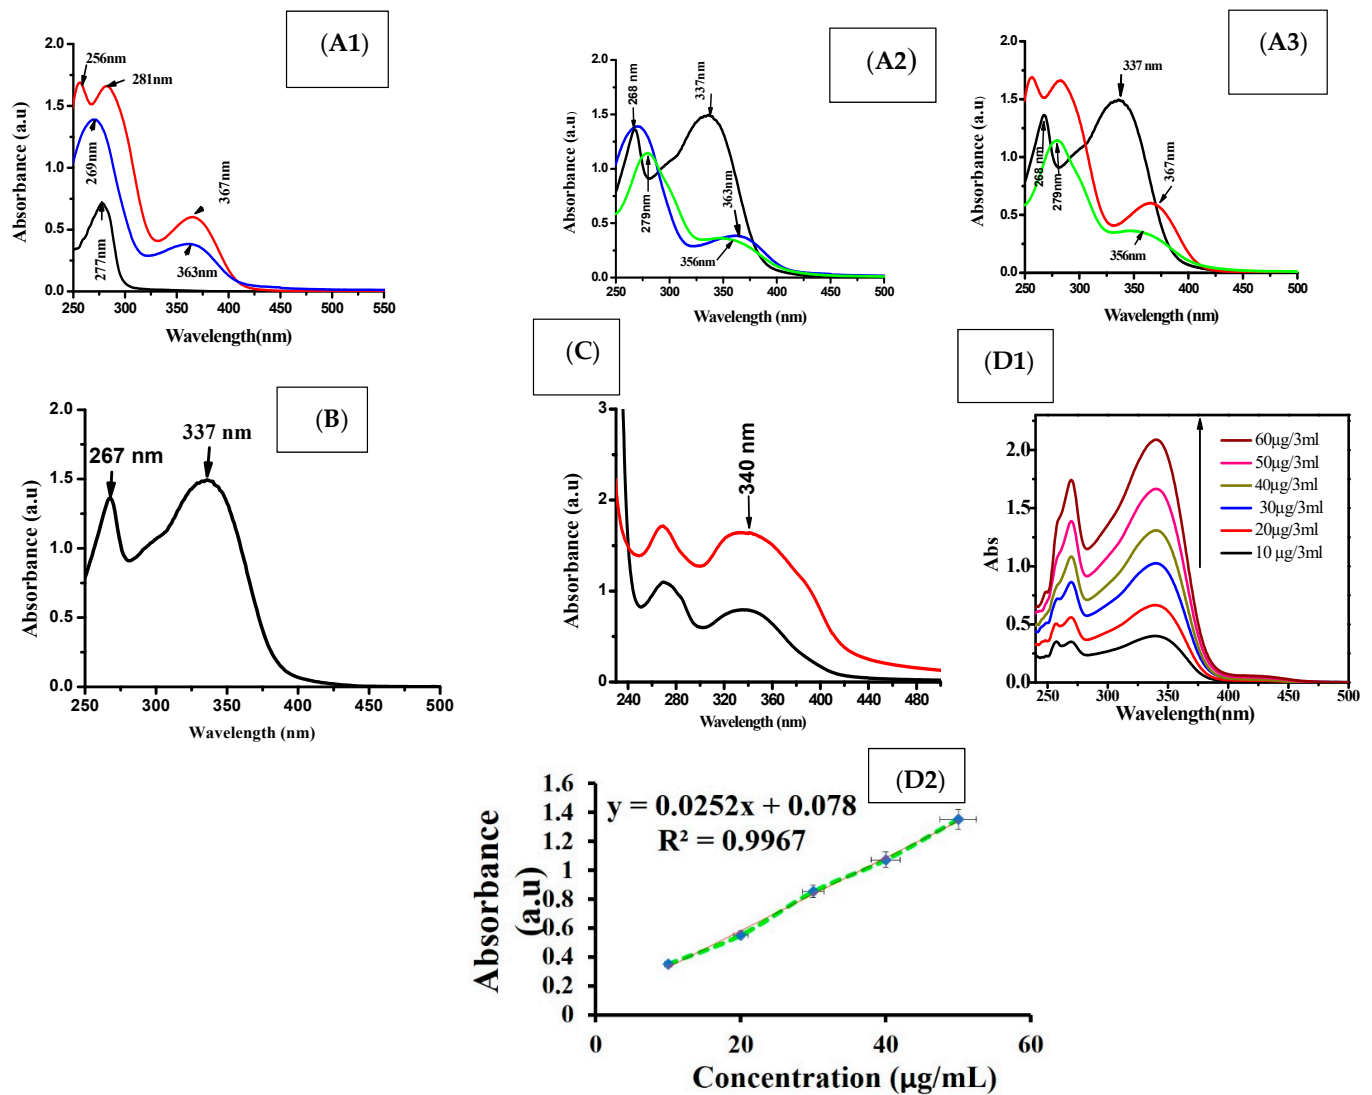 (A1)
2.0
1.5
1.0
0.5
0.0
250
300
350
400
450
500
550
Absorbance (a.u)
Wavelength(nm)
256nm
281nm
269nm
277nm
367nm
363nm
(A2)
2.0
1.5
1.0
0.5
0.0
250
300
350
400
450
500
Absorbance (a.u)
Wavelength (nm)
268 nm
337nm
279nm
363nm
356nm
(A3)
2.0
1.5
1.0
0.5
0.0
250
300
350
400
450
500
Absorbance (a.u)
Wavelength (nm)
337 nm
268 nm
279nm
367nm
356nm
(B)
2.0
1.5
1.0
0.5
0.0
250
300
350
400
450
500
Absorbance (a.u)
Wavelength (nm)
267 nm
337 nm
(C)
3
2
1
0
240
280
320
360
400
440
480
Absorbance (a.u)
Wavelength (nm)
340 nm
(D1)
2.0
1.5
1.0
0.5
0.0
250
300
350
400
450
500
Abs
Wavelength(nm)
60µg/3ml
50µg/3ml
40µg/3ml
30µg/3ml
20µg/3ml
10 µg/3ml
(D2)
y = 0.0252x + 0.078
R² = 0.9967
1.6
1.4
1.2
1
0.8
0.6
0.4
0.2
0
0
20
40
60
Absorbance
(a.u)
Concentration (µg/mL)